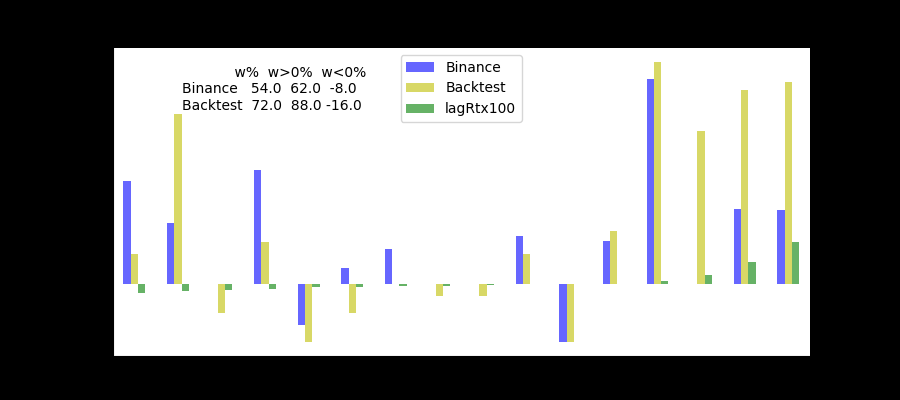 w% w>0% w<0%
Binance 54.0 62.0 -8.0
Backtest 72.0 88.0 -16.0
Binance
Backtest
lagRtx100